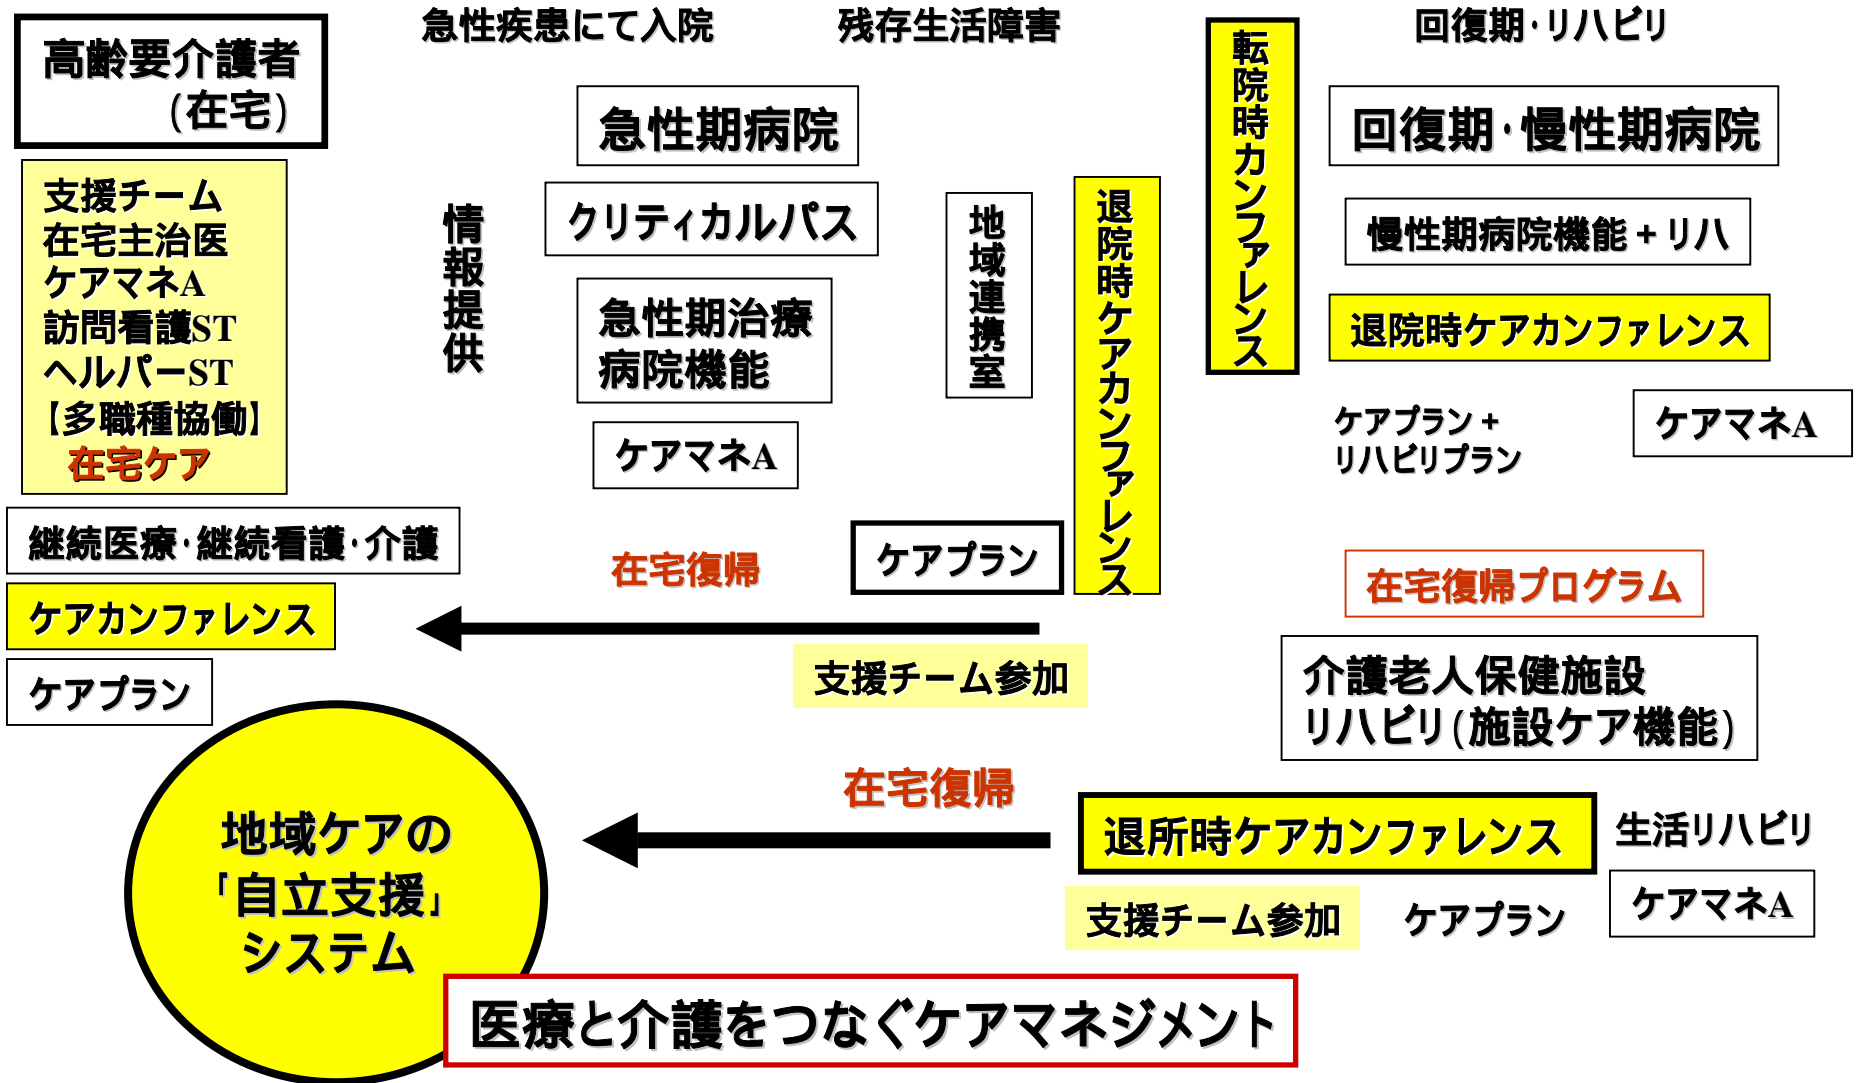 高齢要介護者
(在宅)
支援チーム
在宅主治医
ケアマネA
訪問看護ST
ヘルパーST
【多職種協働】
在宅ケア
継続医療・継続看護・介護
ケアカンファレンス
ケアプラン
急性疾患にて入院
情報提供
急性期病院
クリティカルパス
急性期治療
病院機能
ケアマネA
残存生活障害
地域連携室
退院時ケアカンファレンス
ケアプラン
在宅復帰
支援チーム参加
転院時カンファレンス
回復期・リハビリ
回復期・慢性期病院
慢性期病院機能+リハ
退院時ケアカンファレンス
ケアプラン+
リハビリプラン
ケアマネA
在宅復帰プログラム
介護老人保健施設
リハビリ(施設ケア機能)
在宅復帰
退所時ケアカンファレンス
生活リハビリ
支援チーム参加
ケアプラン
ケアマネA
地域ケアの
「自立支援」
システム
医療と介護をつなぐケアマネジメント